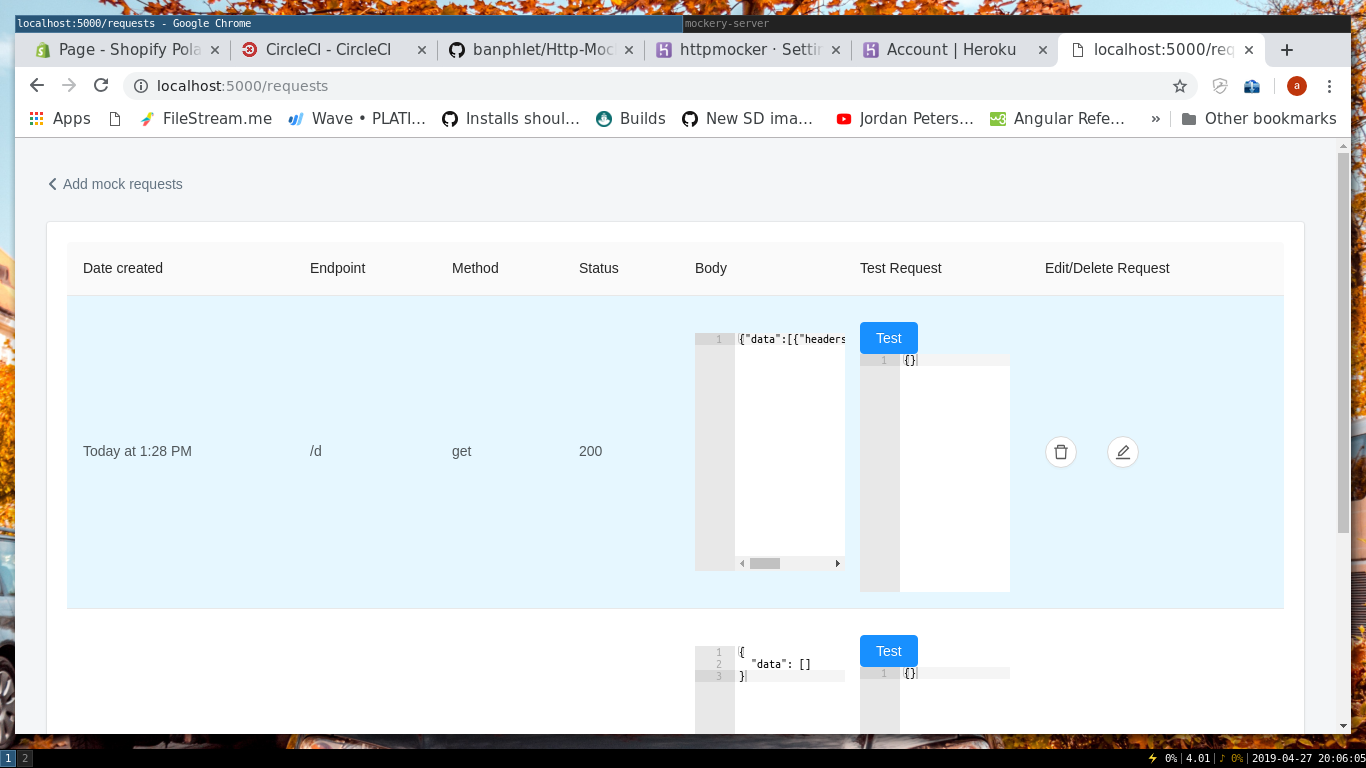 localhost:5000/requests - Google Chrome
mockery-server
Page - Shopify Pola
CircleCI - CircleCI
banphlet/Http-Moc
httpmocker · Settin
Account | Heroku
localhost:5000/req
localhost:5000/requests
a
Apps
FileStream.me
Wave • PLATI...
Installs shoul...
Builds
New SD ima...
Jordan Peters...
Angular Refe...
»
Other bookmarks
Add mock requests
Date created Endpoint Method Status Body Test Request Edit/Delete Request
Test
1 {"data":[{"headers
1 {}
Today at 1:28 PM /d get 200
Test
1 {
2 "data": []
3 }
1 {}
1 2
0% | 4.01 | ♪ 0% | 2019-04-27 20:06:05